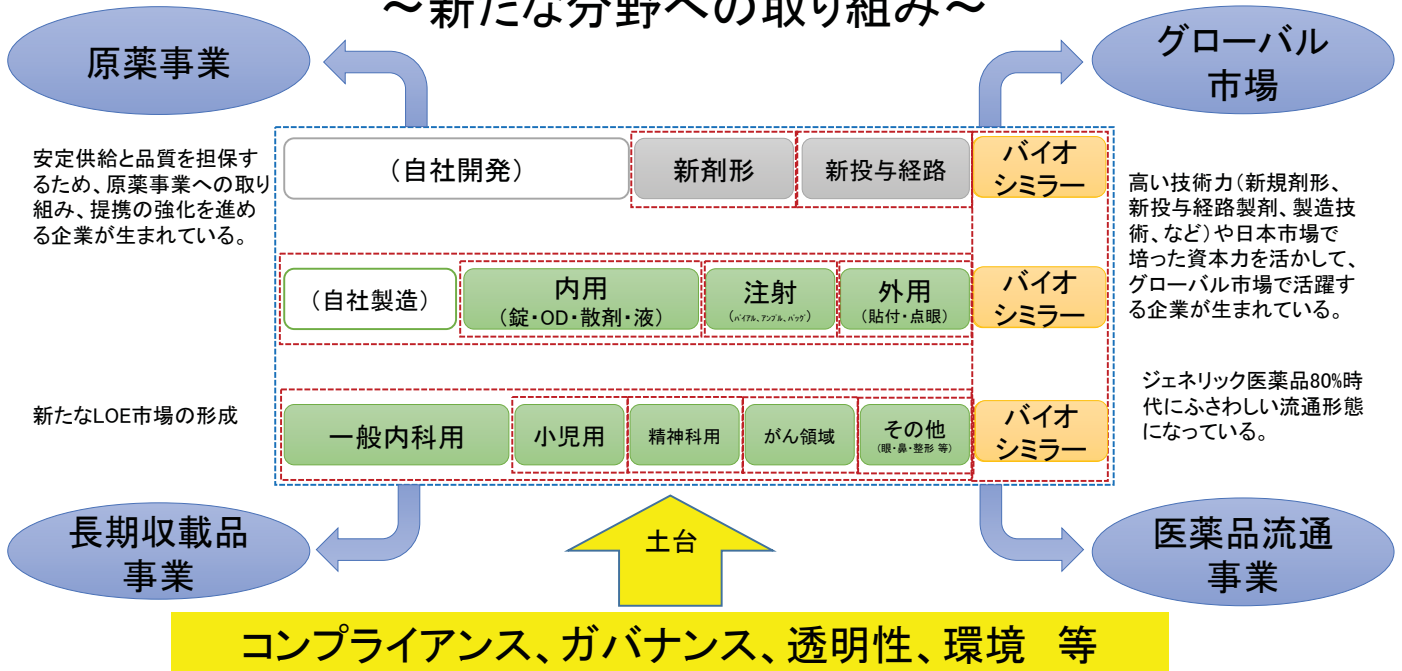 ～新たな分野への取り組み～
原薬事業
グローバル
市場
安定供給と品質を担保す
るため、原薬事業への取り
組み、提携の強化を進め
る企業が生まれている。
（自社開発）
新剤形
新投与経路
バイオ
シミラー
高い技術力（新規剤形、
新投与経路製剤、製造技
術、など）や日本市場で
培った資本力を活かして、
グローバル市場で活躍す
る企業が生まれている。
（自社製造）
内用
（錠・OD・散剤・液）
注射
（ﾊﾞｲｱﾙ、ｱﾝﾌﾟﾙ、ﾊﾞｯｸﾞ）
外用
（貼付・点眼）
バイオ
シミラー
新たなLOE市場の形成
一般内科用
小児用
精神科用
がん領域
その他
（眼・鼻・整形 等）
バイオ
シミラー
ジェネリック医薬品80%時
代にふさわしい流通形態
になっている。
長期収載品
事業
土台
医薬品流通
事業
コンプライアンス、ガバナンス、透明性、環境　等